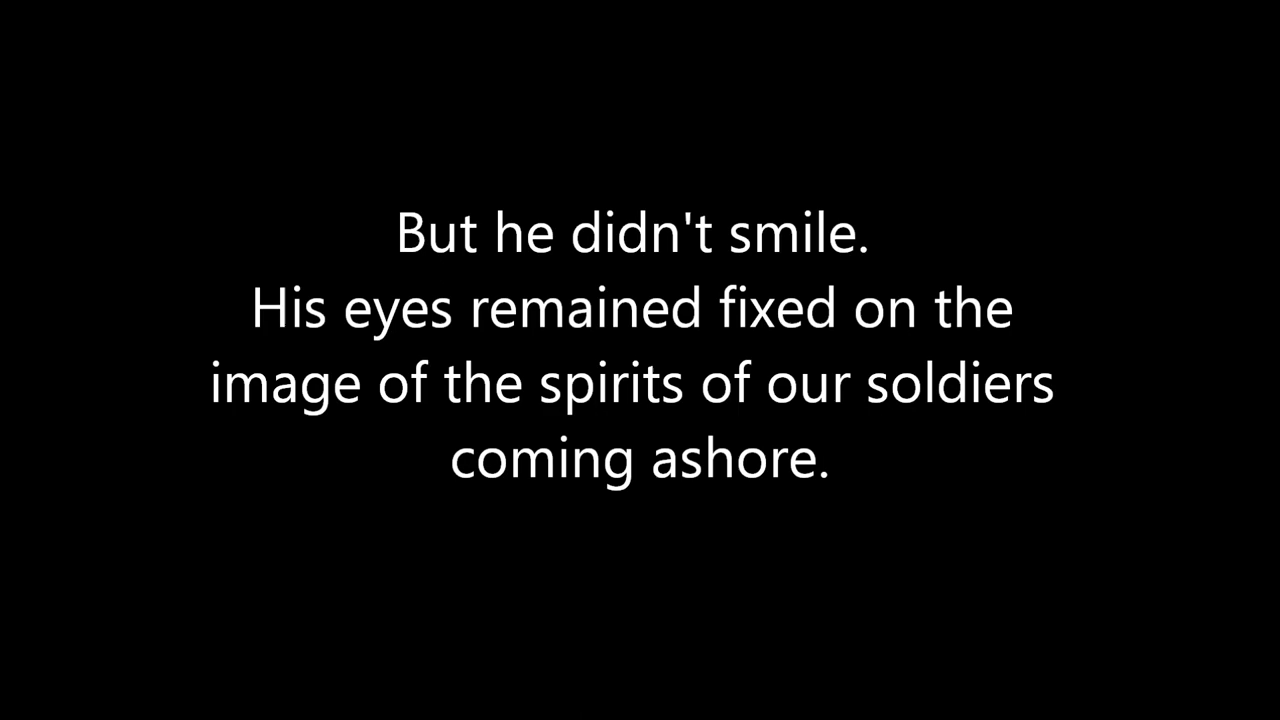 But he didn't smile.
His eyes remained fixed on the
image of the spirits of our soldiers
coming ashore.